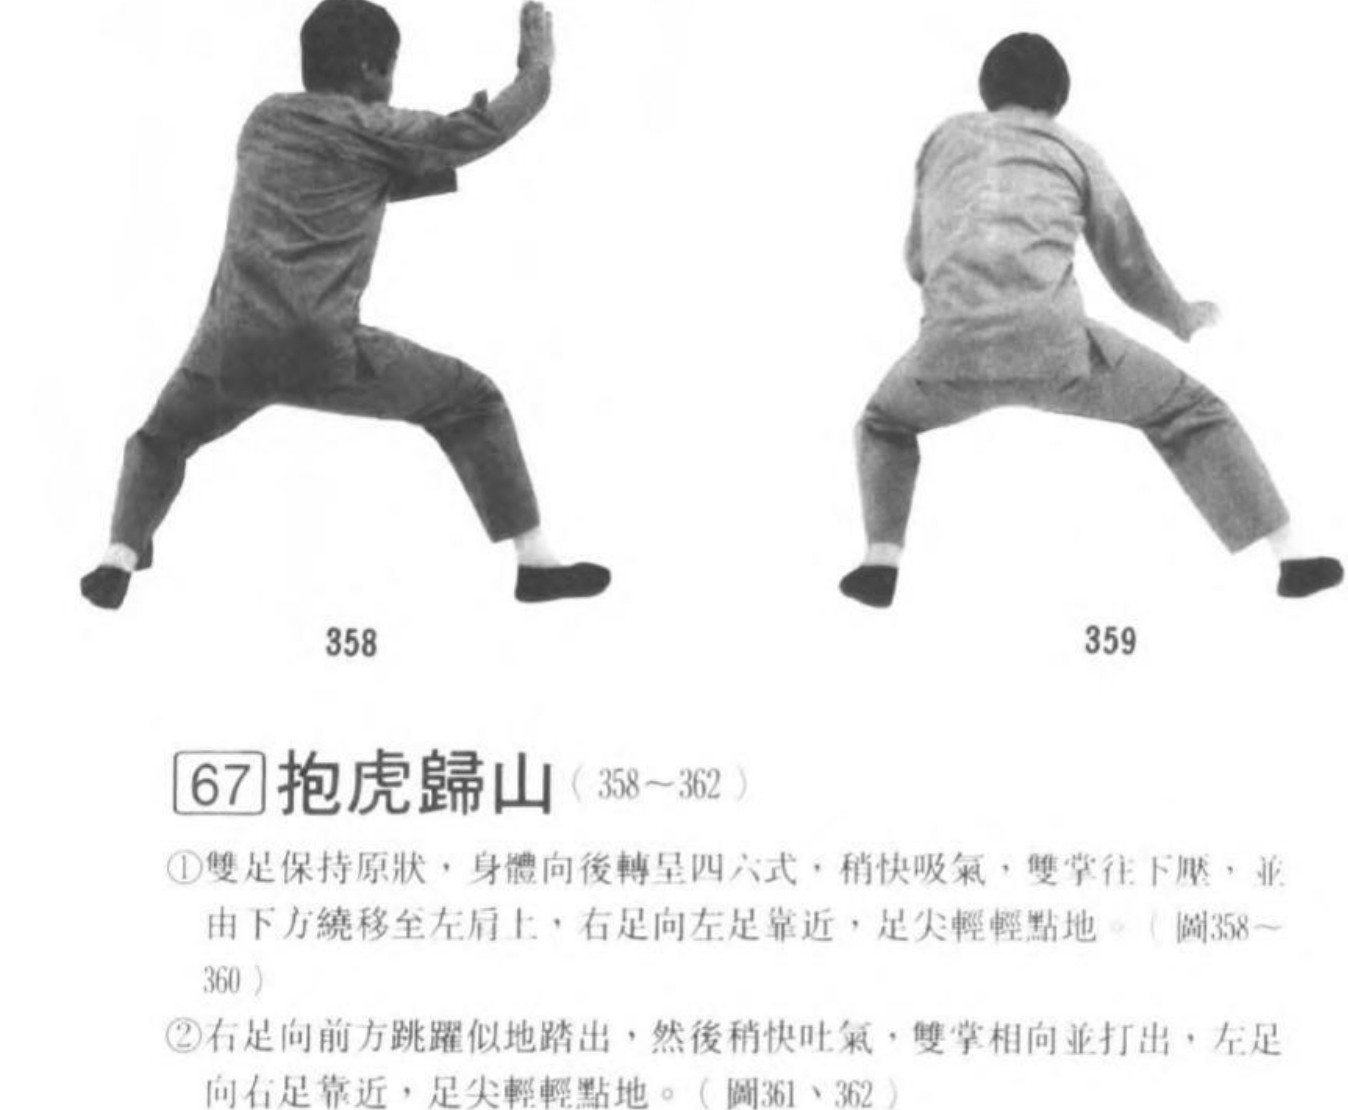 358
359
67 抱虎歸山（358～362）
①雙足保持原狀，身體向後轉呈四六式，稍快吸氣，雙掌往下壓，並
由下方繞移至左肩上，右足向左足靠近，足尖輕輕點地。（圖358～
360）
②右足向前方跳躍似地踏出，然後稍快吐氣，雙掌相向並打出，左足
向右足靠近，足尖輕輕點地。（圖361、362）